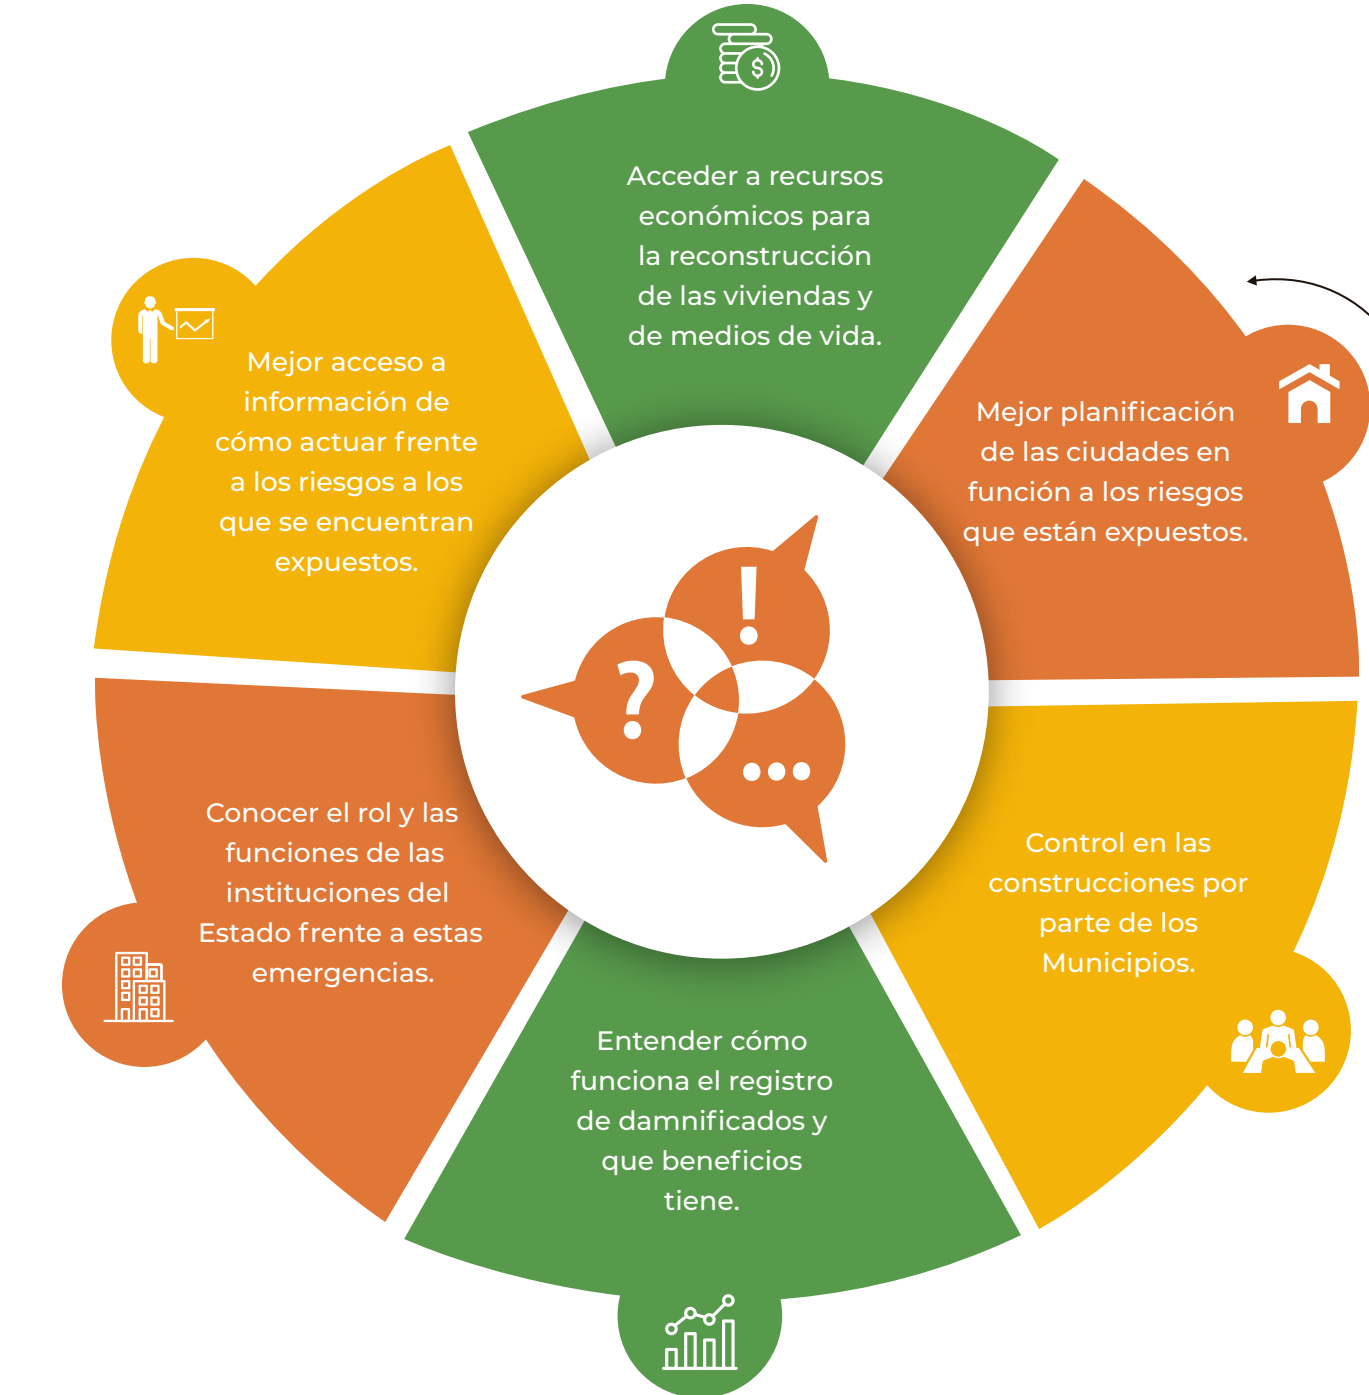 Acceder a recursos
económicos para
la reconstrucción
de las viviendas y
de medios de vida.
Mejor planificación
de las ciudades en
función a los riesgos
que están expuestos.
Control en las
construcciones por
parte de los
Municipios.
Entender cómo
funciona el registro
de damnificados y
que beneficios
tiene.
Conocer el rol y las
funciones de las
instituciones del
Estado frente a estas
emergencias.
Mejor acceso a
información de
cómo actuar frente
a los riesgos a los
que se encuentran
expuestos.
$
!
?
...